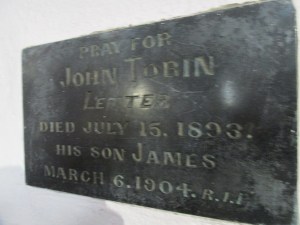 PRAY FOR
JOHN TOBIN
DIED JULY 15. 1893.
HIS SON JAMES
MARCH 6. 1904. R.I.P